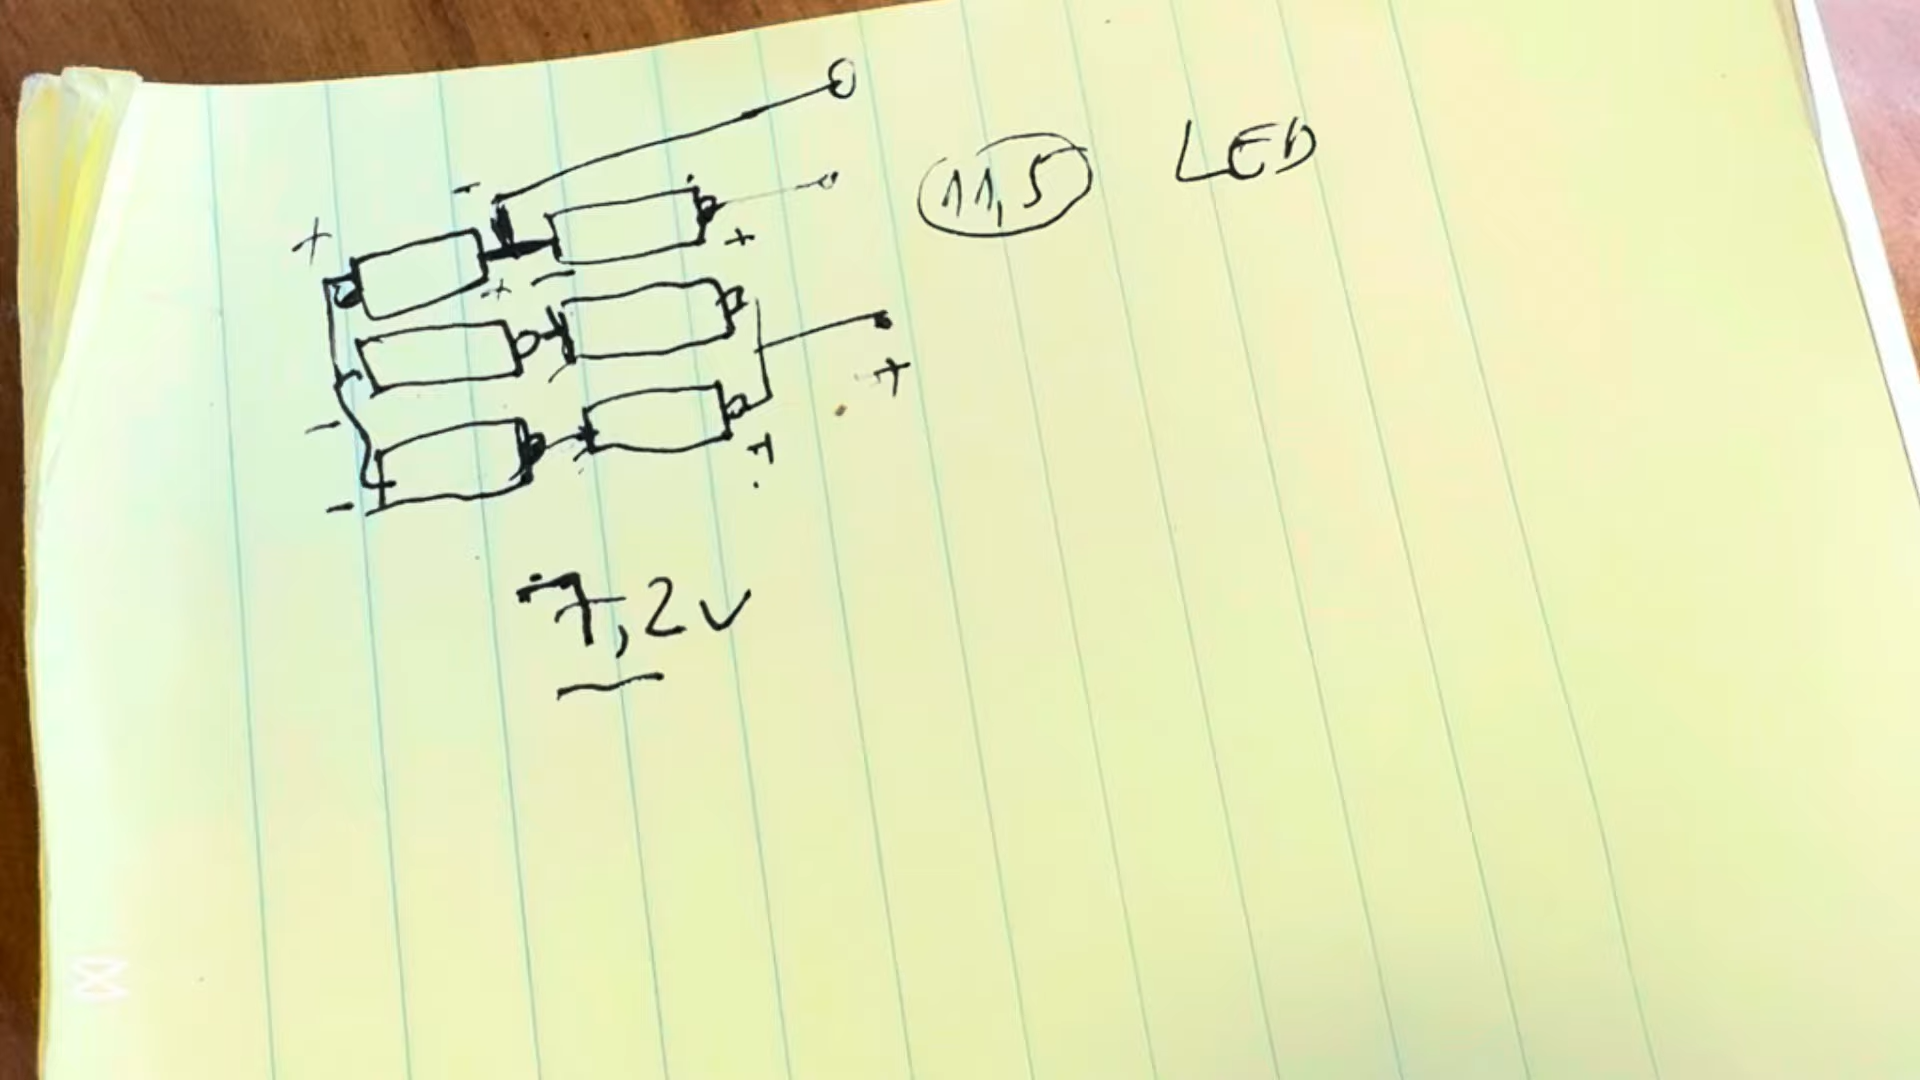 11,5 LED
+ - + + -
+
-
+
-
7,2v